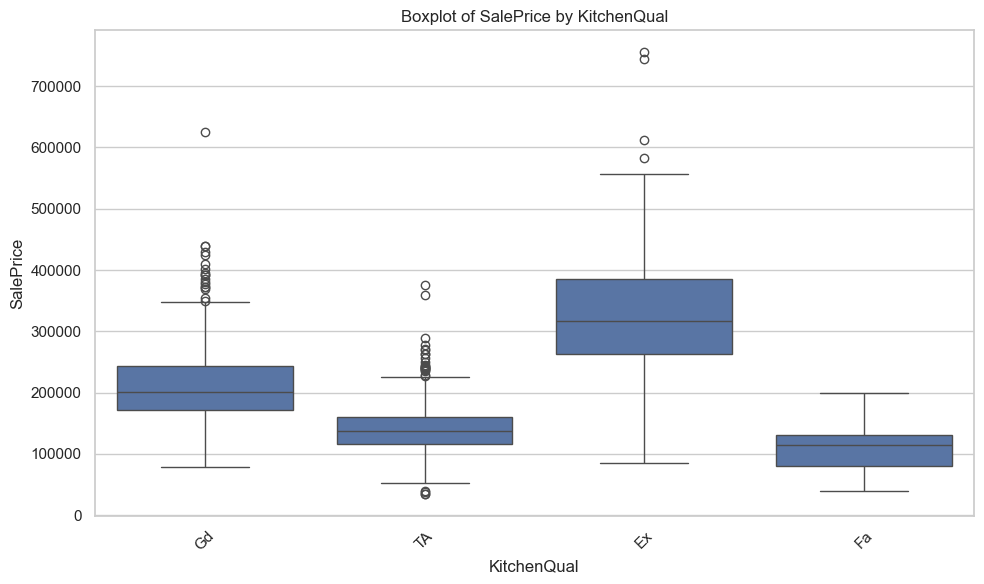 Boxplot of SalePrice by KitchenQual
SalePrice
700000
600000
500000
400000
300000
200000
100000
0
Gd
TA
Ex
Fa
KitchenQual